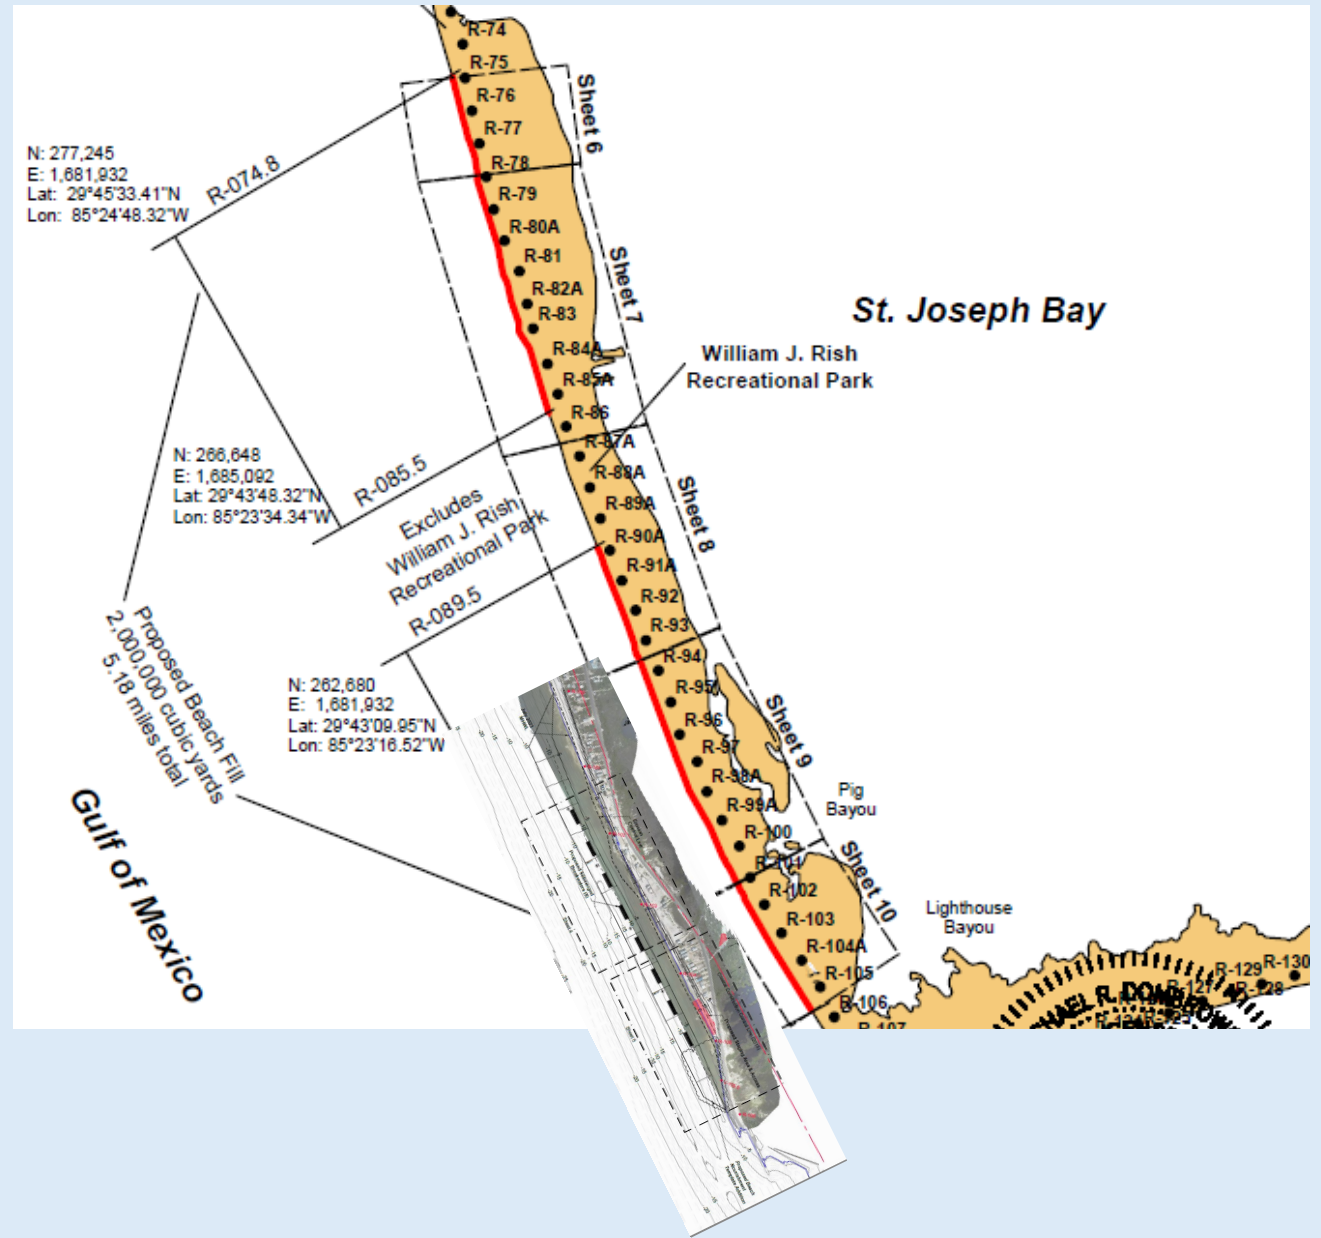 R-74
R-75
R-76
R-77
R-78
R-79
R-80A
R-81
R-82A
R-83
R-84A
R-85A
R-86
R-87A
R-88A
R-89A
R-90A
R-91A
R-92
R-93
R-94
R-95
R-96
R-97
R-98A
R-99A
R-100
R-101
R-102
R-103
R-104A
R-105
R-106
R-107
Sheet 6
Sheet 7
Sheet 8
Sheet 9
Sheet 10
N: 277,245
E: 1,681,932
Lat: 29°45'33.41"N
Lon: 85°24'48.32"W
R-074.8
St. Joseph Bay
William J. Rish
Recreational Park
N: 266,648
E: 1,685,092
Lat: 29°43'48.32"N
Lon: 85°23'34.34"W
R-085.5
Excludes
William J. Rish
Recreational Park
R-089.5
N: 262,680
E: 1,681,932
Lat: 29°43'09.95"N
Lon: 85°23'16.52"W
Proposed Beach Fill
2,000,000 cubic yards
5.18 miles total
Gulf of Mexico
Pig
Bayou
Lighthouse
Bayou
R-127
R-128
R-129
R-130